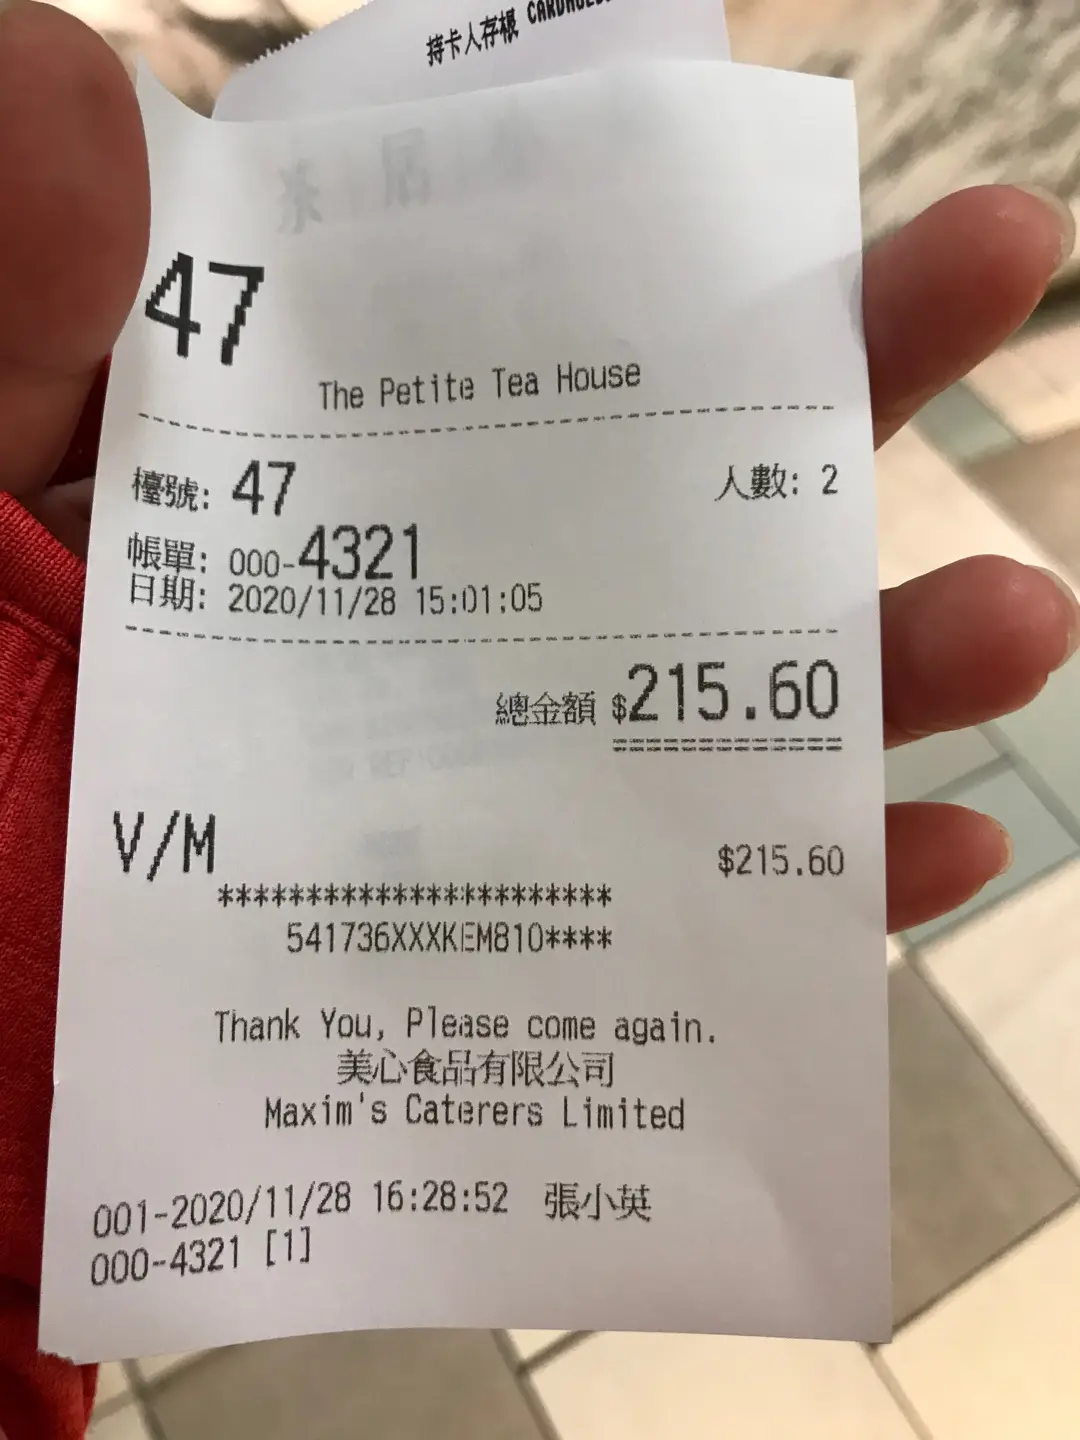 持卡人存根
47
The Petite Tea House
檯號: 47 人數: 2
帳單: 000-4321
日期: 2020/11/28 15:01:05
總金額 $215.60
V/M $215.60
**********************
541736XXXKEM810****
Thank You, Please come again.
美心食品有限公司
Maxim's Caterers Limited
001-2020/11/28 16:28:52 張小英
000-4321 [1]